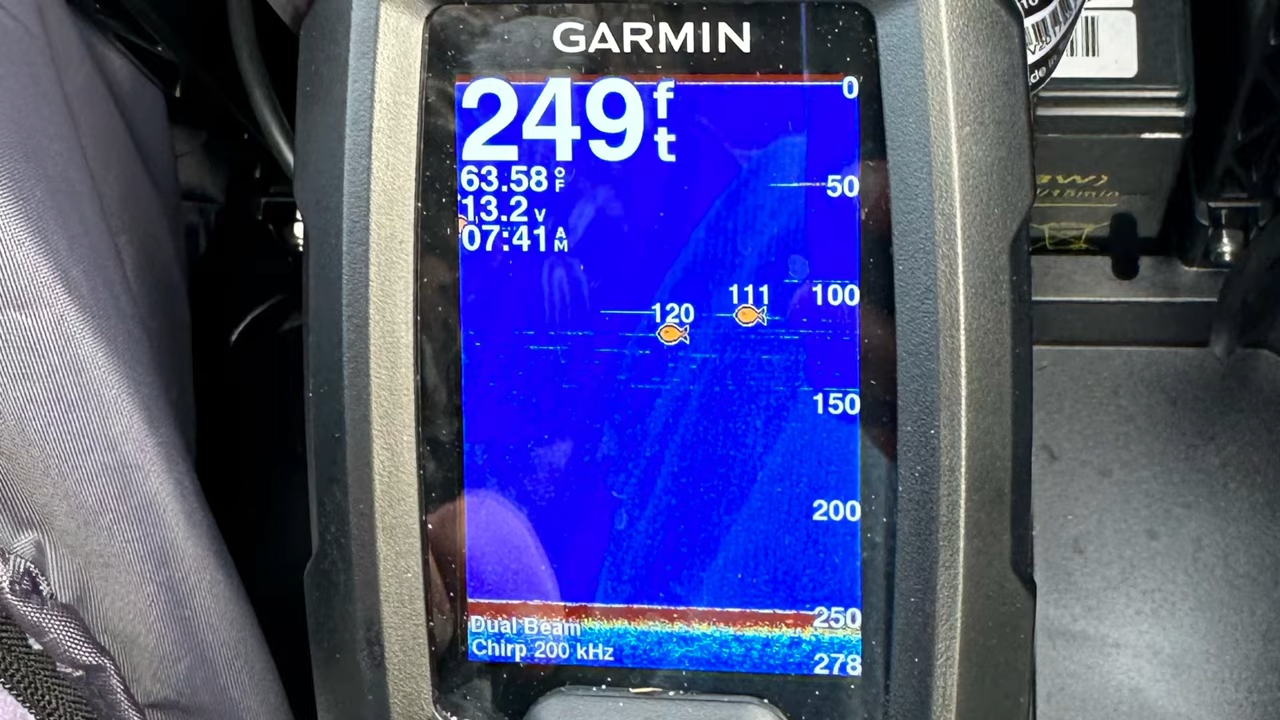 GARMIN
249 ft
0
63.58 °F
50
13.2 V
07:41 AM
100
111
120
150
200
250
Dual Beam
Chirp 200 kHz
278